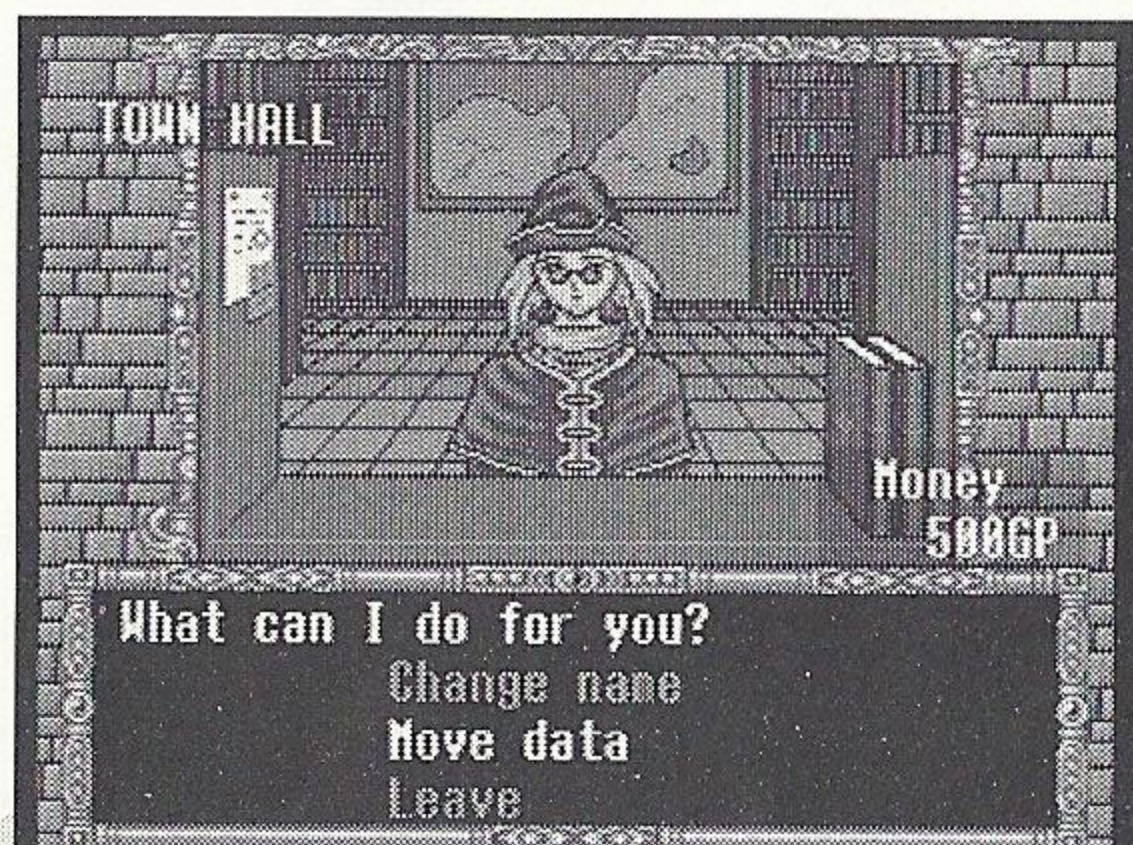 TOWN HALL
Money
500GP
What can I do for you?
Change name
Move data
Leave